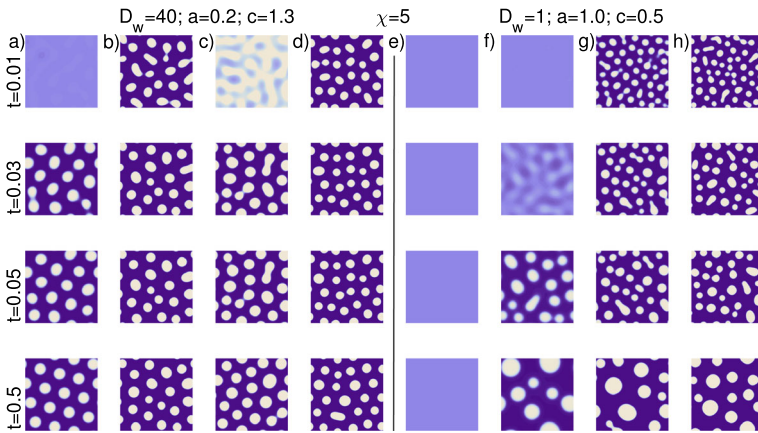 D_w=40; a=0.2; c=1.3 χ=5 D_w=1; a=1.0; c=0.5
a) b) c) d) e) f) g) h)
t=0.01
t=0.03
t=0.05
t=0.5